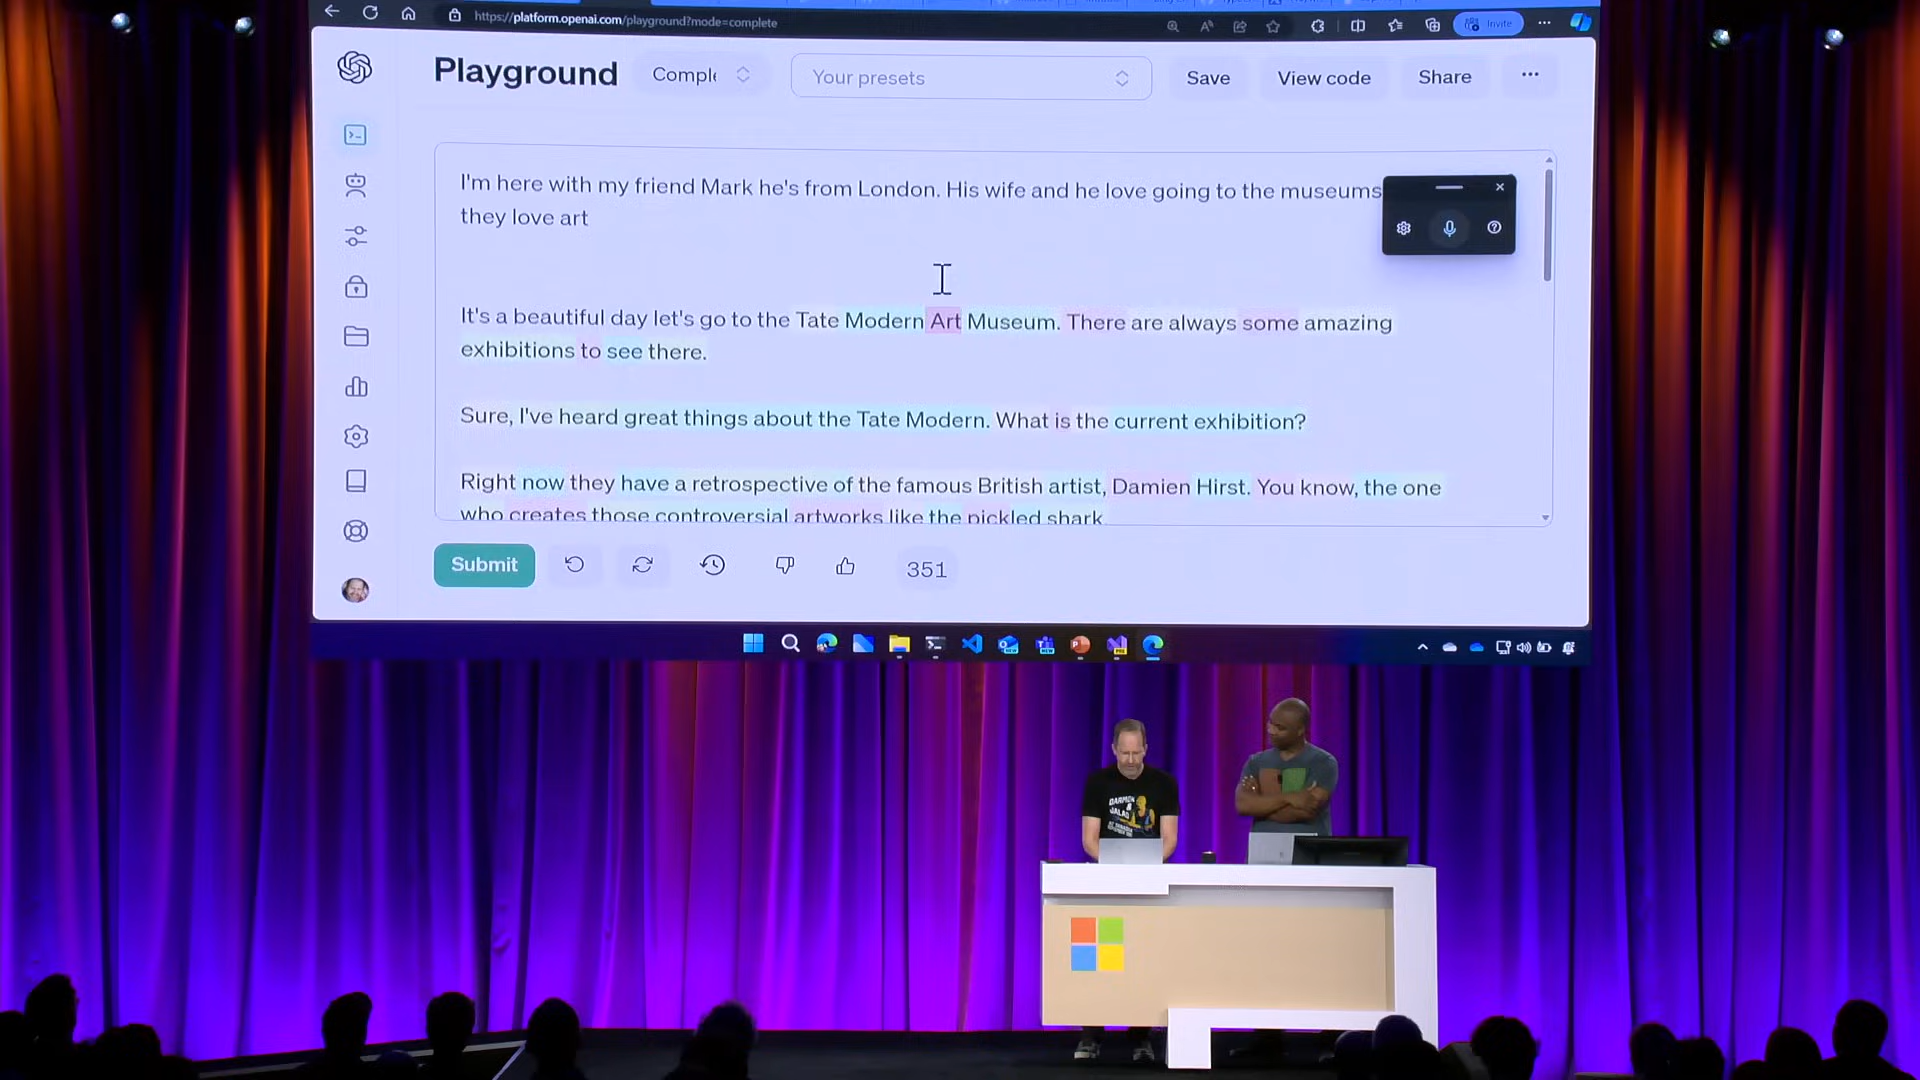 https://platform.openai.com/playground?mode=complete
Invite
Playground
Comple
Your presets
Save
View code
Share
I'm here with my friend Mark he's from London. His wife and he love going to the museums
they love art
It's a beautiful day let's go to the Tate Modern Art Museum. There are always some amazing
exhibitions to see there.
Sure, I've heard great things about the Tate Modern. What is the current exhibition?
Right now they have a retrospective of the famous British artist, Damien Hirst. You know, the one
who creates those controversial artworks like the pickled shark.
Submit
351